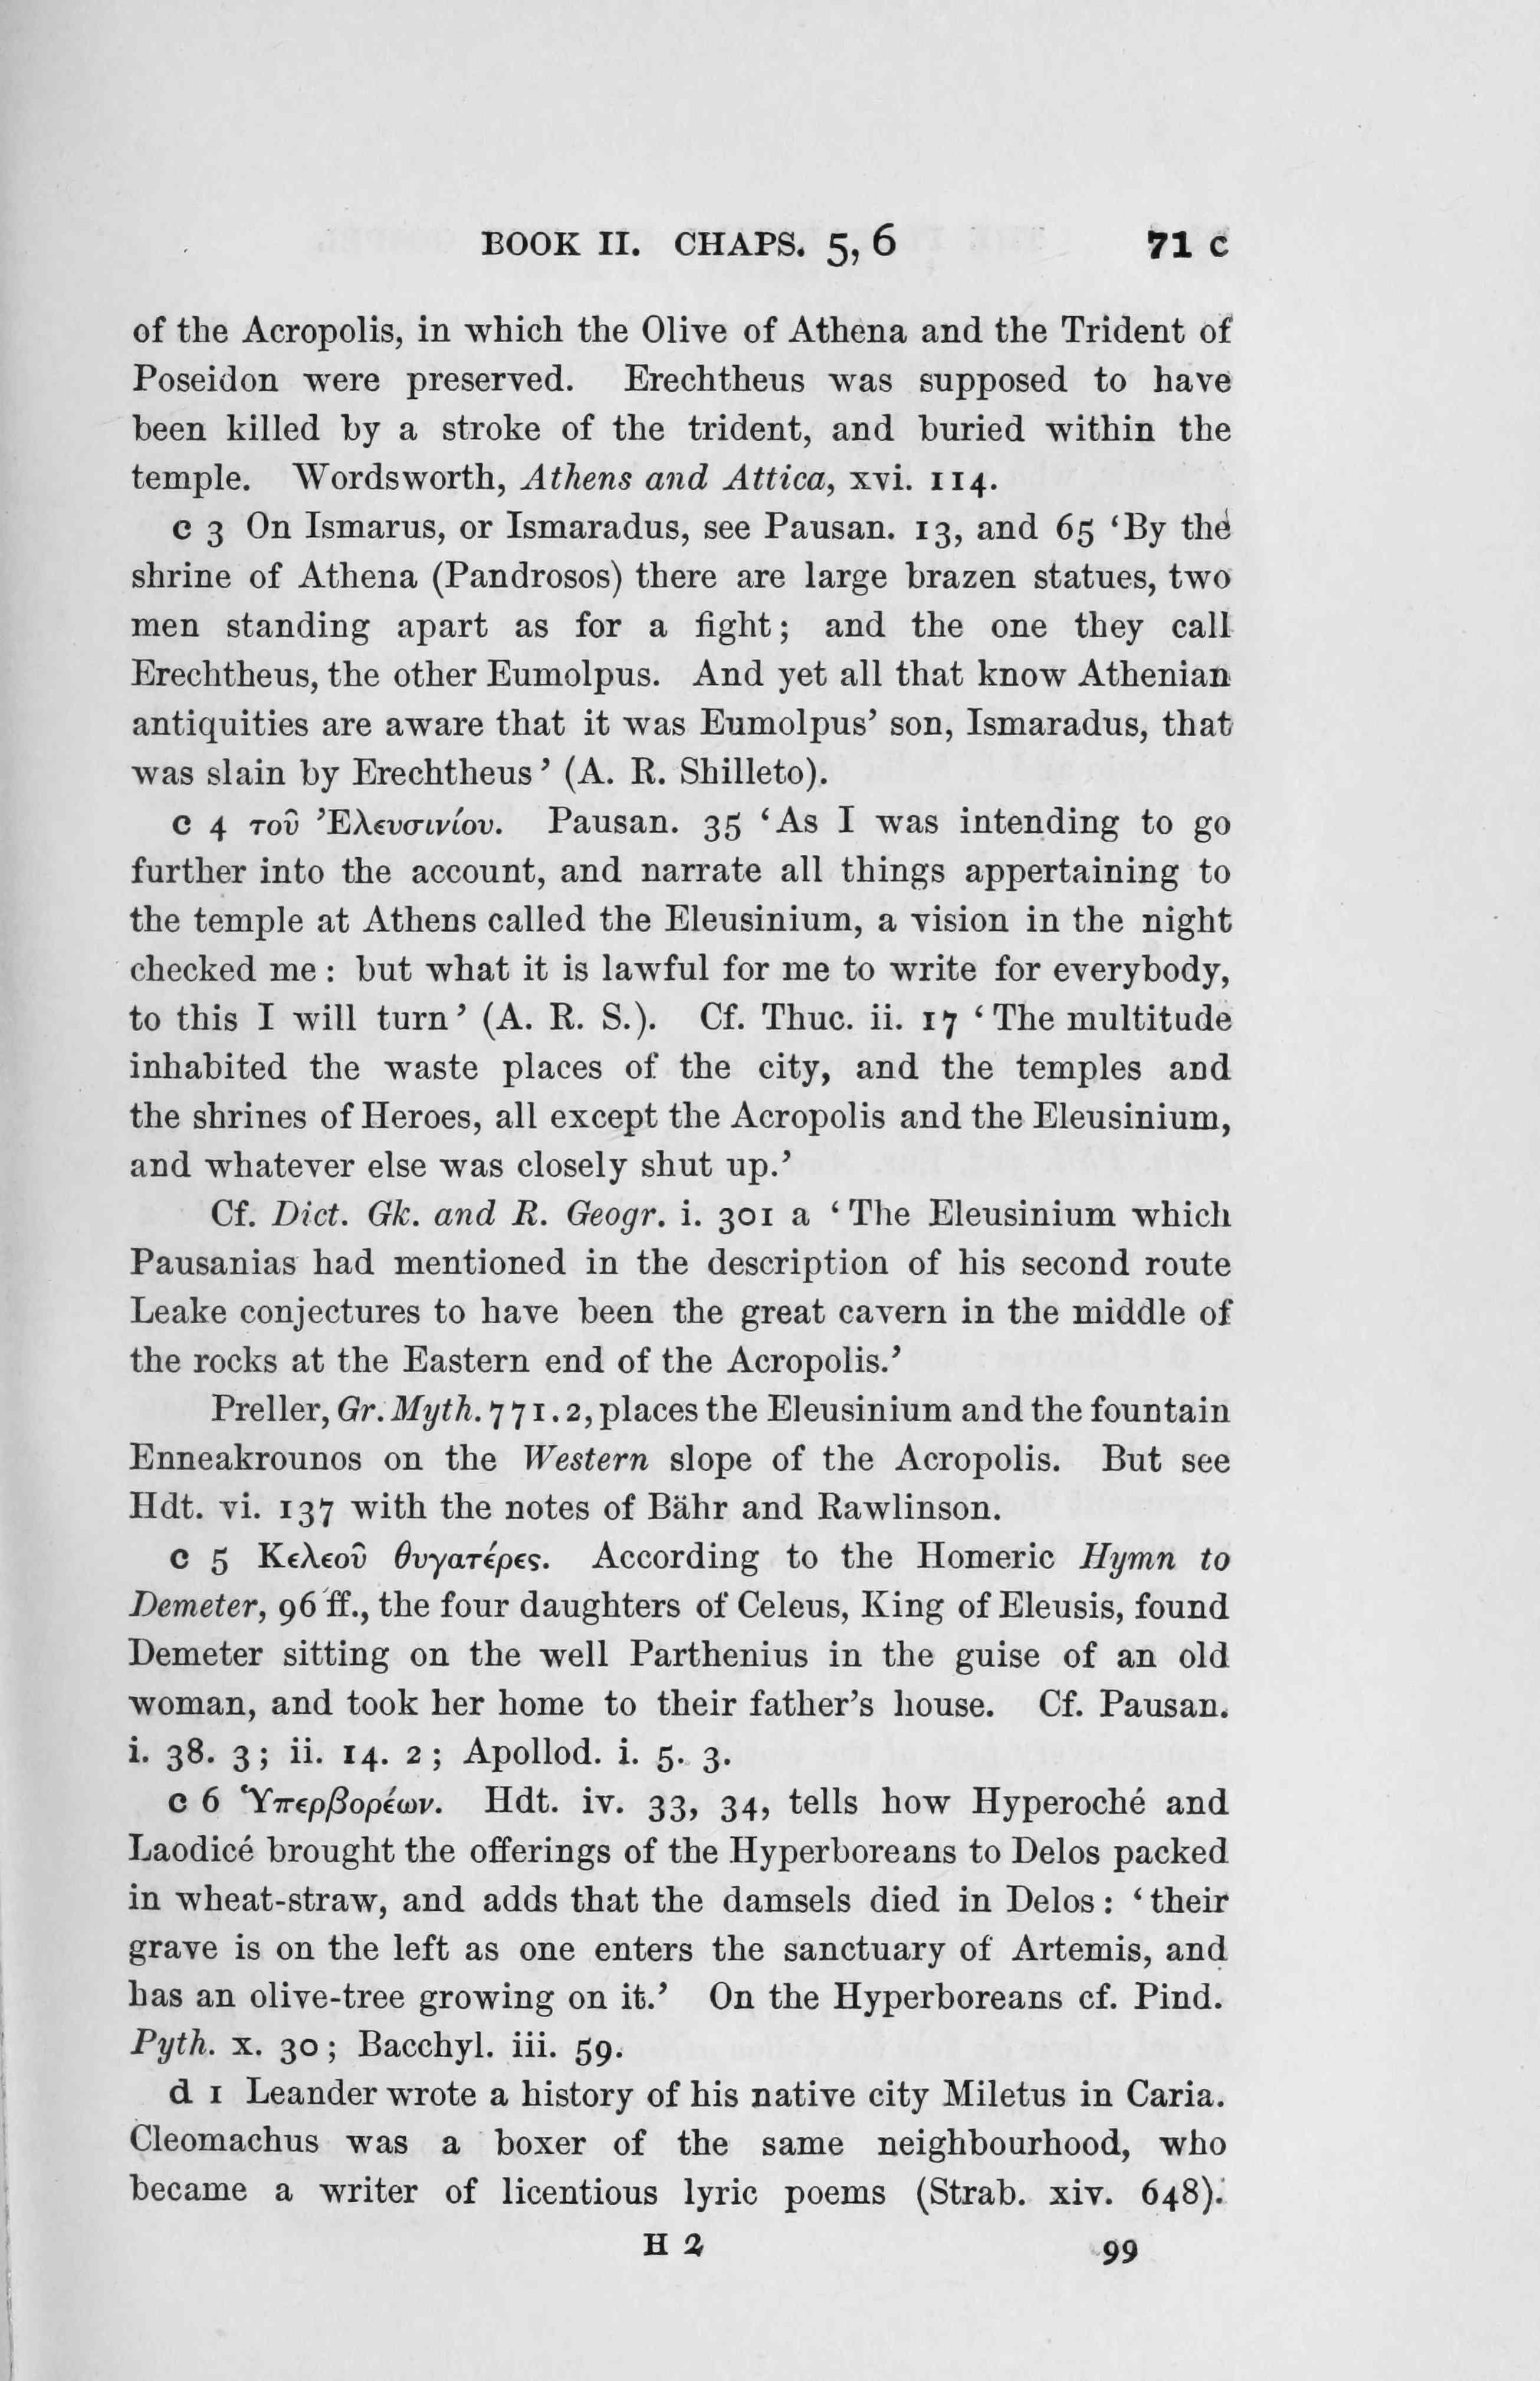 BOOK II. CHAPS. 5, 6 71 c
of the Acropolis, in which the Olive of Athena and the Trident of
Poseidon were preserved. Erechtheus was supposed to have
been killed by a stroke of the trident, and buried within the
temple. Wordsworth, Athens and Attica, xvi. 114.
c 3 On Ismarus, or Ismaradus, see Pausan. 13, and 65 ‘By the
shrine of Athena (Pandrosos) there are large brazen statues, two
men standing apart as for a fight; and the one they call
Erechtheus, the other Eumolpus. And yet all that know Athenian
antiquities are aware that it was Eumolpus’ son, Ismaradus, that
was slain by Erechtheus’ (A. R. Shilleto).
c 4 τοῦ Ἐλευσινίου. Pausan. 35 ‘As I was intending to go
further into the account, and narrate all things appertaining to
the temple at Athens called the Eleusinium, a vision in the night
checked me : but what it is lawful for me to write for everybody,
to this I will turn’ (A. R. S.). Cf. Thuc. ii. 17 ‘The multitude
inhabited the waste places of the city, and the temples and
the shrines of Heroes, all except the Acropolis and the Eleusinium,
and whatever else was closely shut up.’
Cf. Dict. Gk. and R. Geogr. i. 301 a ‘The Eleusinium which
Pausanias had mentioned in the description of his second route
Leake conjectures to have been the great cavern in the middle of
the rocks at the Eastern end of the Acropolis.’
Preller, Gr. Myth. 771. 2, places the Eleusinium and the fountain
Enneakrounos on the Western slope of the Acropolis. But see
Hdt. vi. 137 with the notes of Bähr and Rawlinson.
c 5 Κελεοῦ θυγατέρες. According to the Homeric Hymn to
Demeter, 96 ff., the four daughters of Celeus, King of Eleusis, found
Demeter sitting on the well Parthenius in the guise of an old
woman, and took her home to their father’s house. Cf. Pausan.
i. 38. 3; ii. 14. 2; Apollod. i. 5. 3.
c 6 Ὑπερβορέων. Hdt. iv. 33, 34, tells how Hyperoché and
Laodicé brought the offerings of the Hyperboreans to Delos packed
in wheat-straw, and adds that the damsels died in Delos : ‘their
grave is on the left as one enters the sanctuary of Artemis, and
has an olive-tree growing on it.’ On the Hyperboreans cf. Pind.
Pyth. x. 30; Bacchyl. iii. 59.
d 1 Leander wrote a history of his native city Miletus in Caria.
Cleomachus was a boxer of the same neighbourhood, who
became a writer of licentious lyric poems (Strab. xiv. 648).
H 2 99